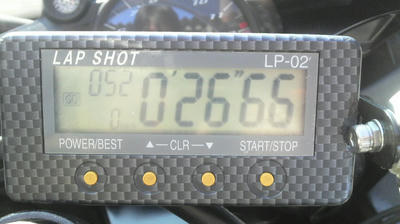 LAP SHOT LP-02'
052
0'26"66
0
POWER/BEST ▲—CLR—▼ START/STOP